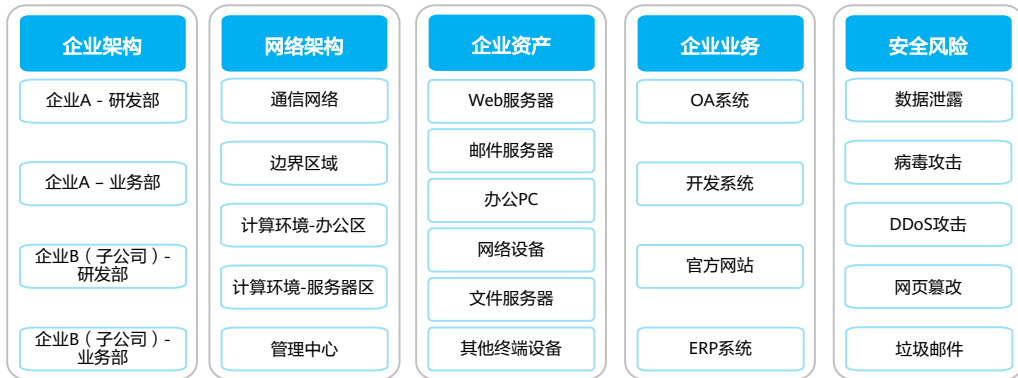 企业架构
企业A - 研发部
企业A – 业务部
企业B（子公司）-
研发部
企业B（子公司）-
业务部
网络架构
通信网络
边界区域
计算环境-办公区
计算环境-服务器区
管理中心
企业资产
Web服务器
邮件服务器
办公PC
网络设备
文件服务器
其他终端设备
企业业务
OA系统
开发系统
官方网站
ERP系统
安全风险
数据泄露
病毒攻击
DDoS攻击
网页篡改
垃圾邮件